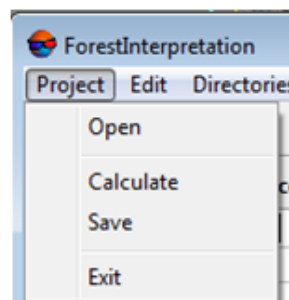 ForestInterpretation
Project Edit Directories
Open
Calculate
Save
Exit